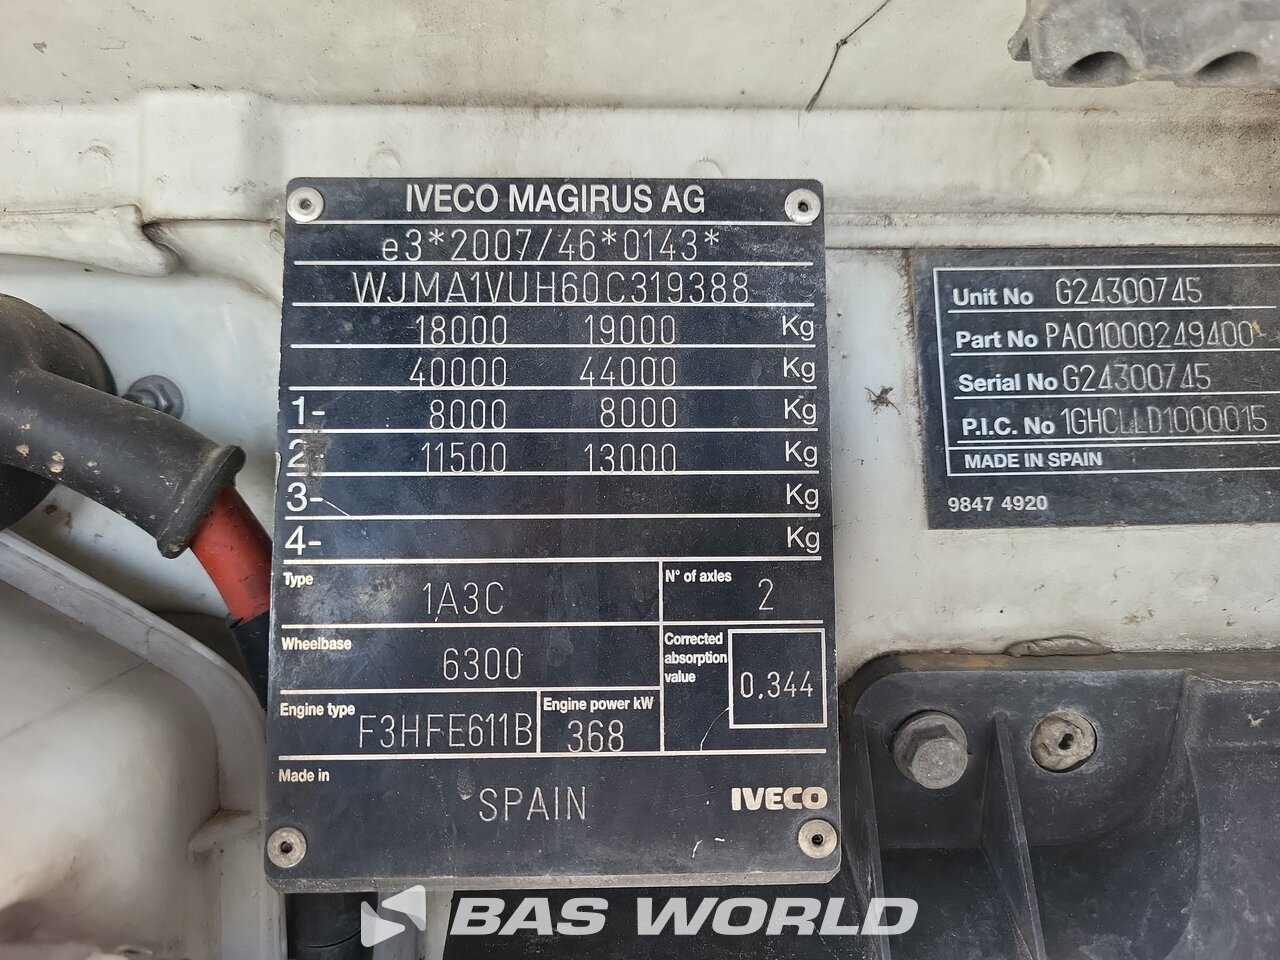 IVECO MAGIRUS AG
e3*2007/46*0143*
WJMA1VUH60C319388
18000 19000 Kg
40000 44000 Kg
1- 8000 8000 Kg
2- 11500 13000 Kg
3- Kg
4- Kg
Type 1A3C N° of axles 2
Wheelbase 6300 Corrected absorption value 0.344
Engine type F3HFE611B Engine power kW 368
Made in SPAIN IVECO
Unit No G24300745
Part No PA01000249400
Serial No G24300745
P.I.C. No 1GHCLLD1000015
MADE IN SPAIN
9847 4920
BAS WORLD